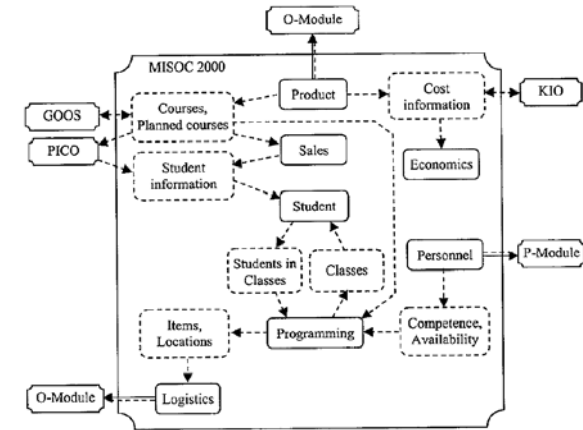 O-Module
MISOC 2000
Product
Courses,
Planned courses
Cost
information
GOOS
KIO
PICO
Sales
Student
information
Economics
Student
Students in
Classes
Classes
Personnel
P-Module
Items,
Locations
Programming
Competence,
Availability
O-Module
Logistics